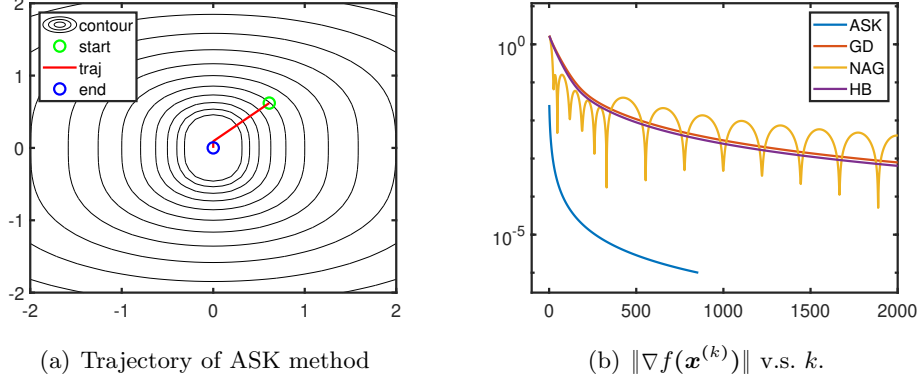 contour
start
traj
end
2
1
0
-1
-2
-2
-1
0
1
2
(a) Trajectory of ASK method
ASK
GD
NAG
HB
10^0
10^-5
0
500
1000
1500
2000
(b) ‖∇f(x^(k))‖ v.s. k.